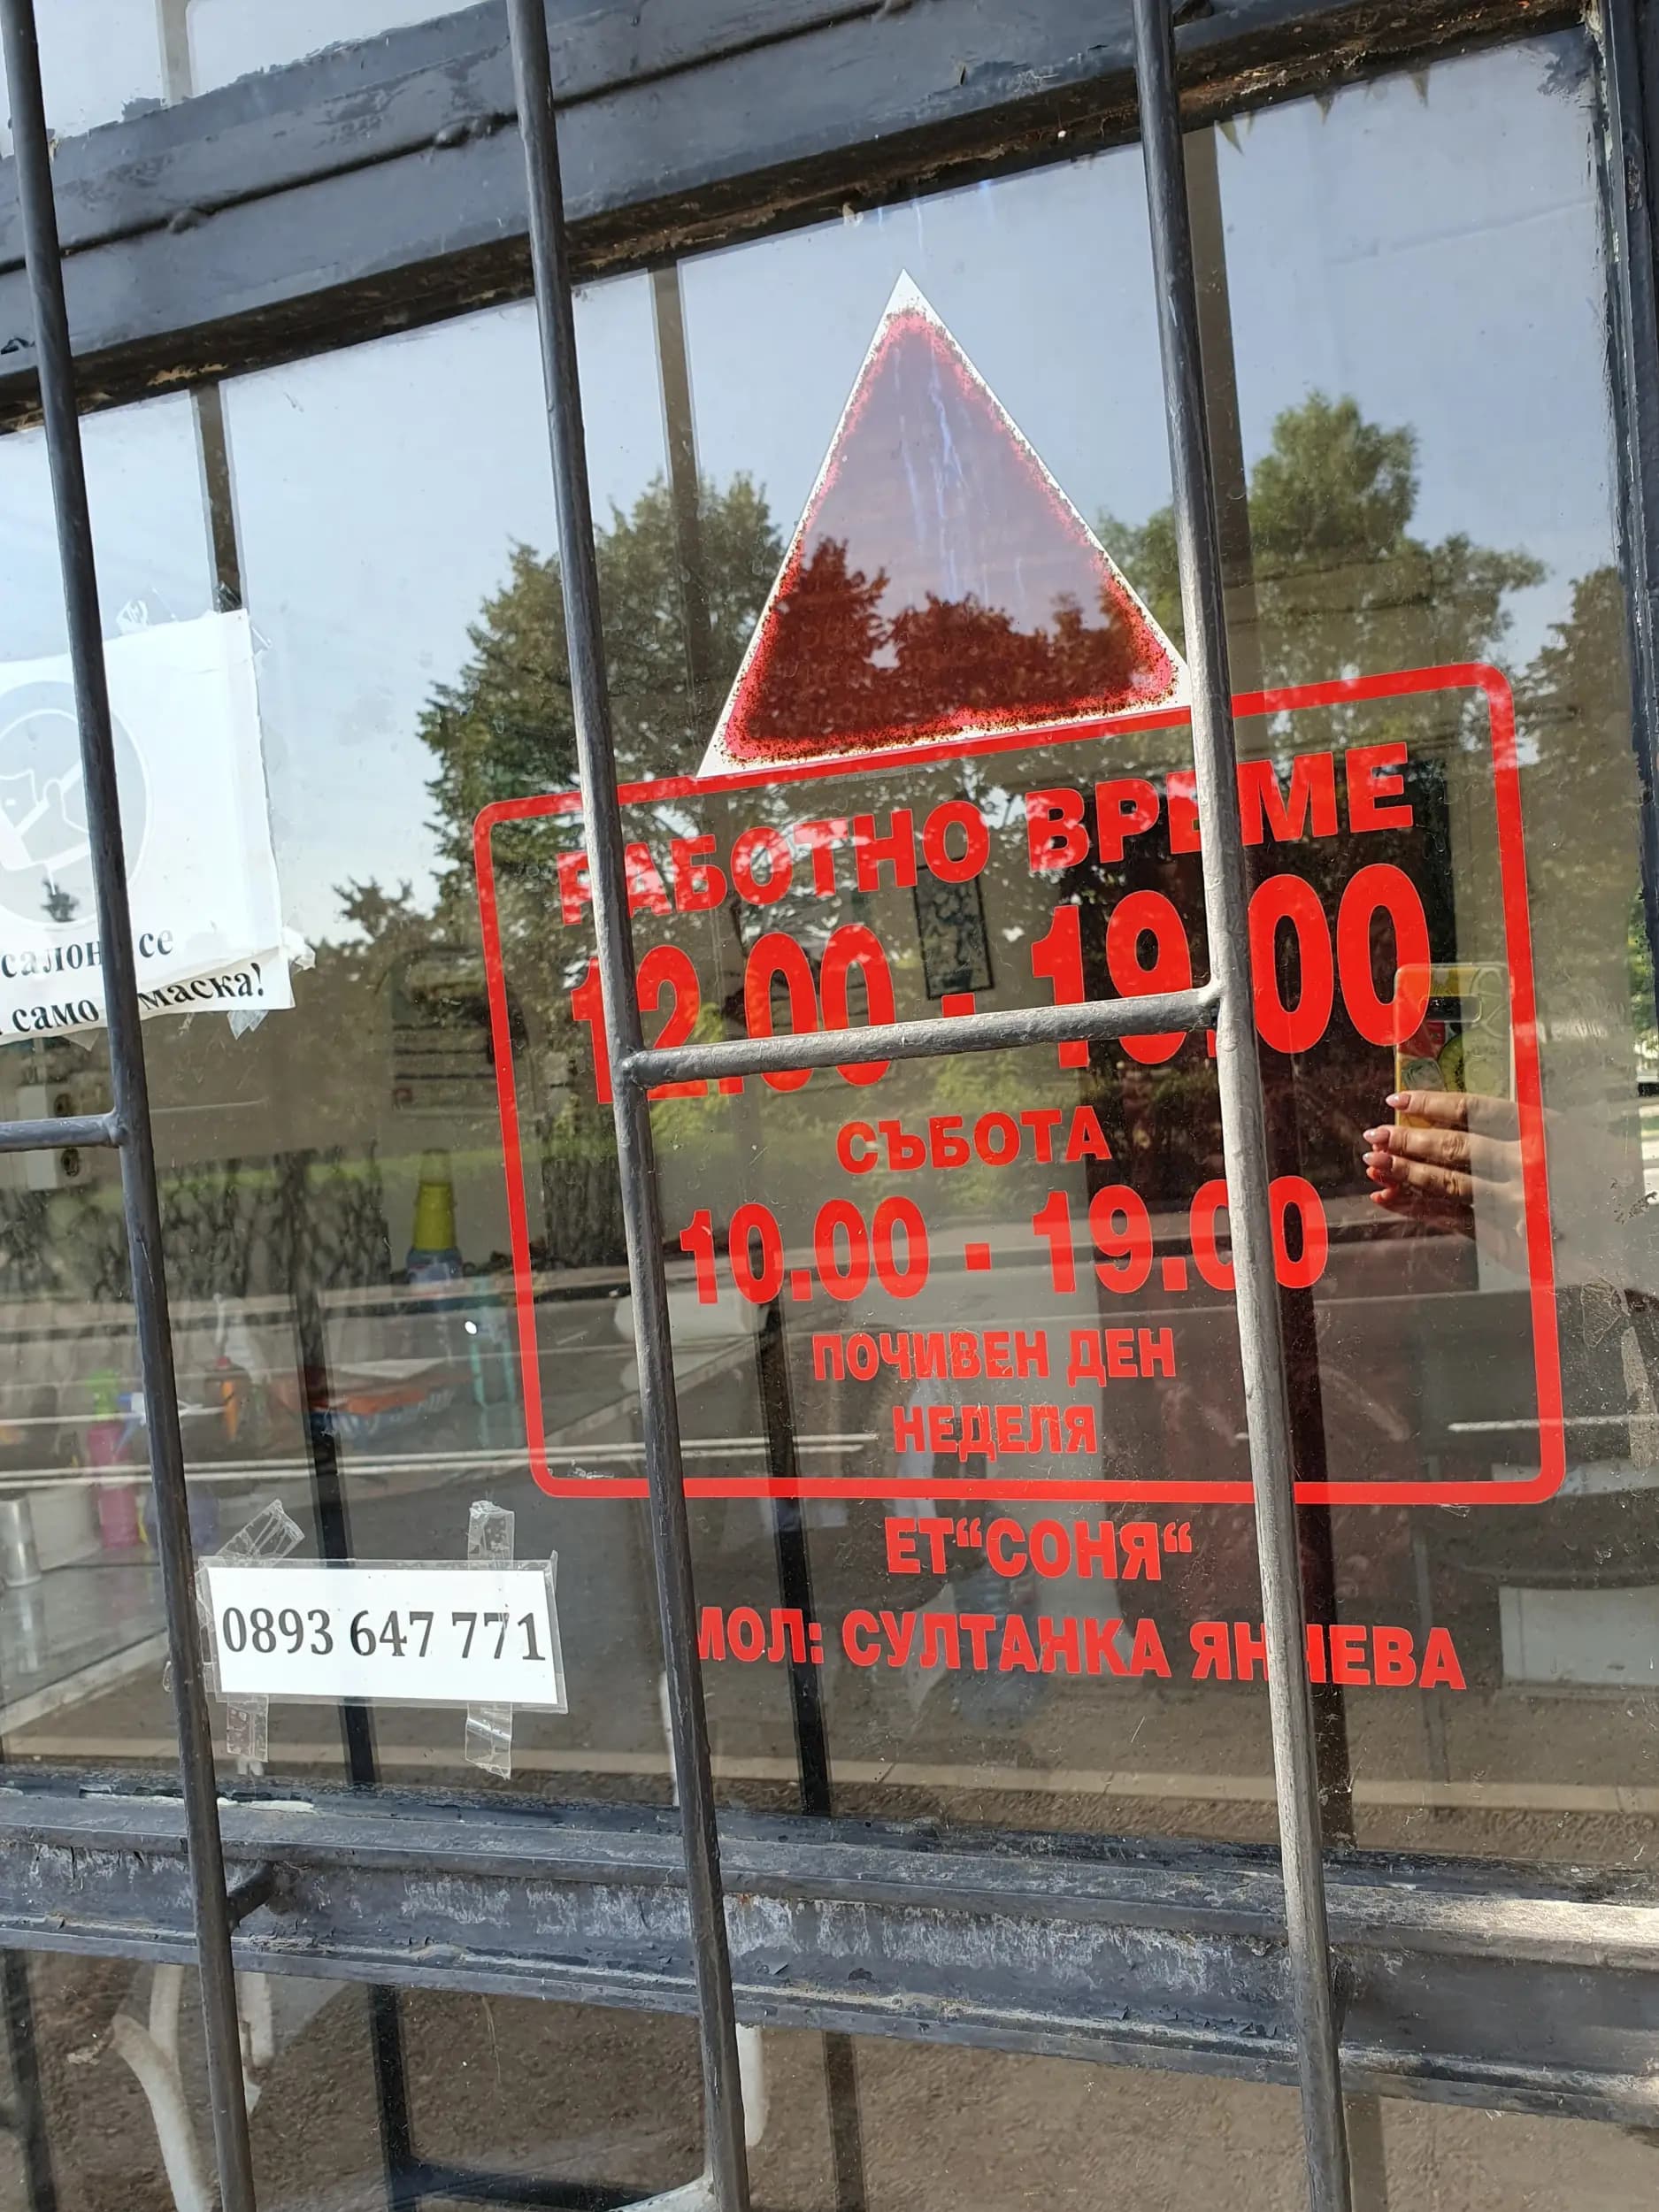 салона се
само маска!
РАБОТНО ВРЕМЕ
12.00 - 19.00
СЪБОТА
10.00 - 19.00
ПОЧИВЕН ДЕН
НЕДЕЛЯ
ЕТ“СОНЯ“
МОЛ: СУЛТАНКА ЯНЧЕВА
0893 647 771